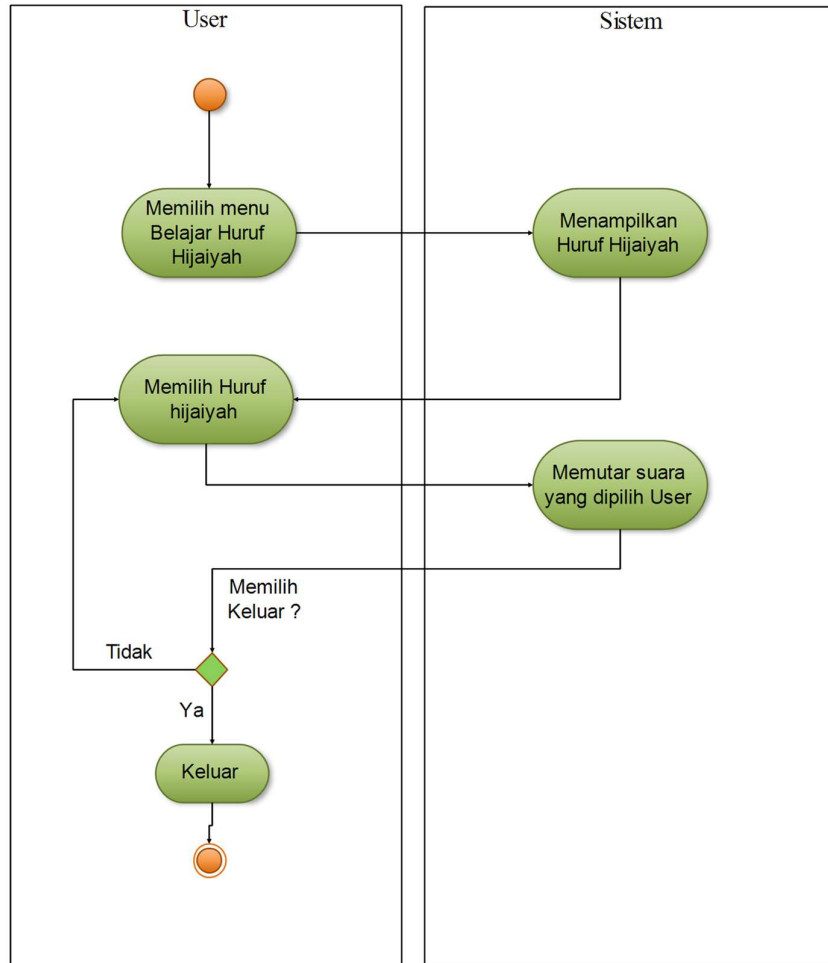 User
Sistem
Memilih menu
Belajar Huruf
Hijaiyah
Menampilkan
Huruf Hijaiyah
Memilih Huruf
hijaiyah
Memutar suara
yang dipilih User
Memilih
Keluar ?
Tidak
Ya
Keluar